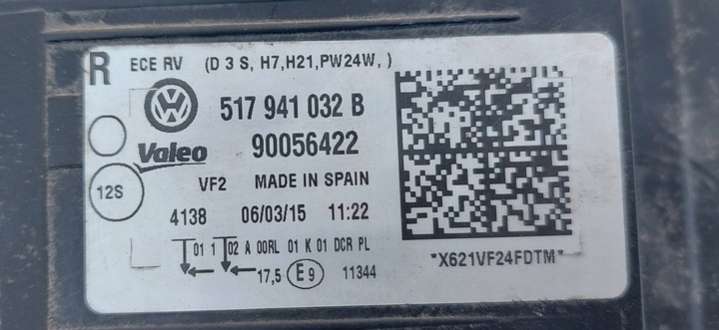 R ECE RV (D 3 S, H7,H21,PW24W,)
517 941 032 B
Valeo 90056422
12S VF2 MADE IN SPAIN
4138 06/03/15 11:22
01 1 02 A 00RL 01 K 01 DCR PL
17,5 E9 11344
*X621VF24FDTM*